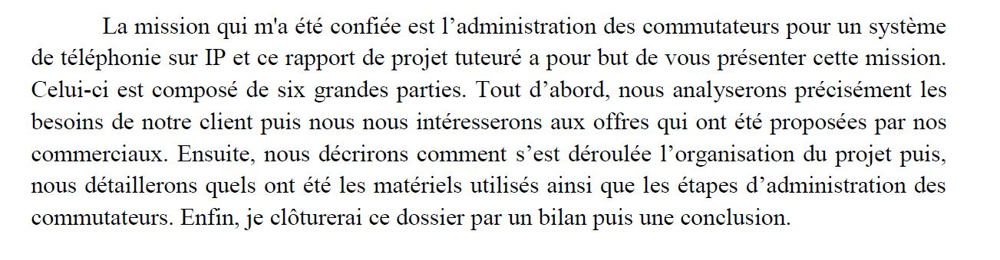 La mission qui m'a été confiée est l’administration des commutateurs pour un système
de téléphonie sur IP et ce rapport de projet tuteuré a pour but de vous présenter cette mission.
Celui-ci est composé de six grandes parties. Tout d’abord, nous analyserons précisément les
besoins de notre client puis nous nous intéresserons aux offres qui ont été proposées par nos
commerciaux. Ensuite, nous décrirons comment s’est déroulée l’organisation du projet puis,
nous détaillerons quels ont été les matériels utilisés ainsi que les étapes d’administration des
commutateurs. Enfin, je clôturerai ce dossier par un bilan puis une conclusion.